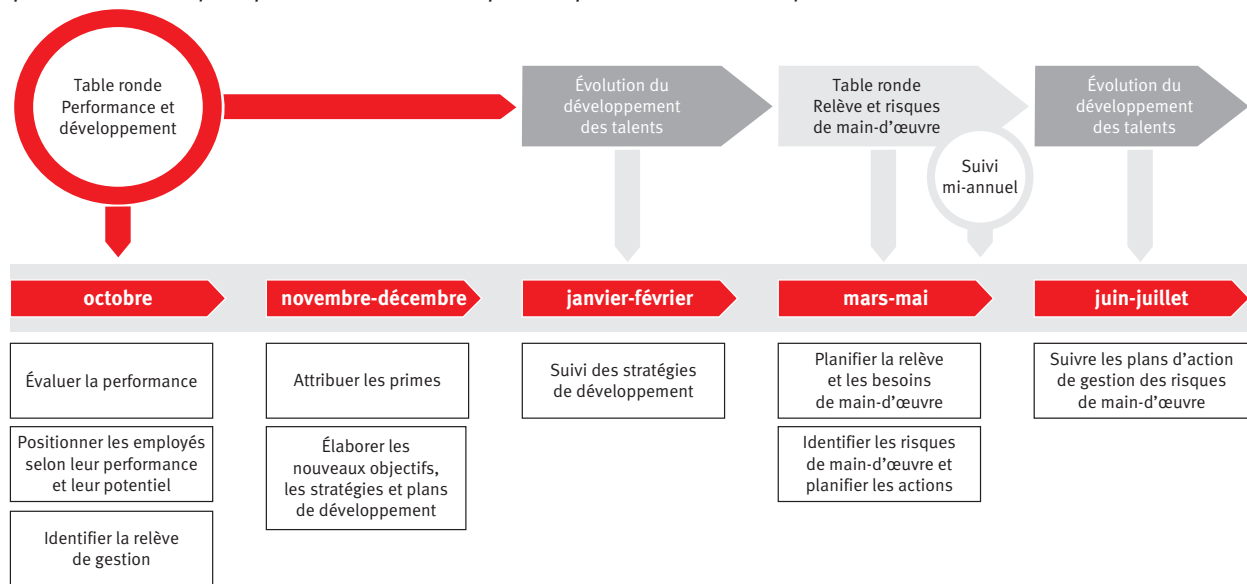 Table ronde
Performance et
développement
Évolution du
développement
des talents
Table ronde
Relève et risques
de main-d'œuvre
Suivi
mi-annuel
Évolution du
développement
des talents
octobre
novembre-décembre
janvier-février
mars-mai
juin-juillet
Évaluer la performance
Positionner les employés
selon leur performance
et leur potentiel
Identifier la relève
de gestion
Attribuer les primes
Élaborer les
nouveaux objectifs,
les stratégies et plans
de développement
Suivi des stratégies
de développement
Planifier la relève
et les besoins
de main-d'œuvre
Identifier les risques
de main-d'œuvre et
planifier les actions
Suivre les plans d'action
de gestion des risques
de main-d'œuvre